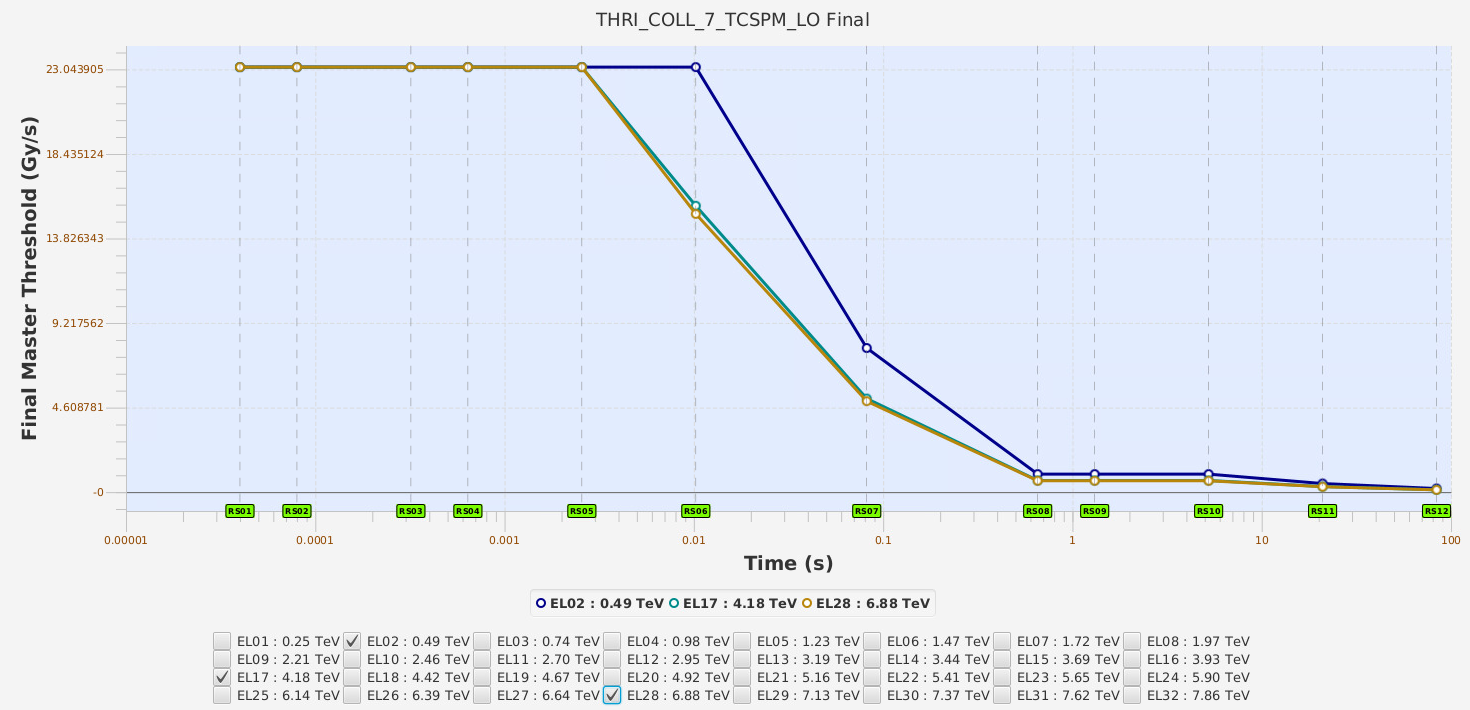 THRI_COLL_7_TCSPM_LO Final
Final Master Threshold (Gy/s)
23.043905
18.435124
13.826343
9.217562
4.608781
-0
RS01 RS02 RS03 RS04 RS05 RS06 RS07 RS08 RS09 RS10 RS11 RS12
0.00001 0.0001 0.001 0.01 0.1 1 10 100
Time (s)
EL02 : 0.49 TeV EL17 : 4.18 TeV EL28 : 6.88 TeV
EL01 : 0.25 TeV EL02 : 0.49 TeV EL03 : 0.74 TeV EL04 : 0.98 TeV EL05 : 1.23 TeV EL06 : 1.47 TeV EL07 : 1.72 TeV EL08 : 1.97 TeV
EL09 : 2.21 TeV EL10 : 2.46 TeV EL11 : 2.70 TeV EL12 : 2.95 TeV EL13 : 3.19 TeV EL14 : 3.44 TeV EL15 : 3.69 TeV EL16 : 3.93 TeV
EL17 : 4.18 TeV EL18 : 4.42 TeV EL19 : 4.67 TeV EL20 : 4.92 TeV EL21 : 5.16 TeV EL22 : 5.41 TeV EL23 : 5.65 TeV EL24 : 5.90 TeV
EL25 : 6.14 TeV EL26 : 6.39 TeV EL27 : 6.64 TeV EL28 : 6.88 TeV EL29 : 7.13 TeV EL30 : 7.37 TeV EL31 : 7.62 TeV EL32 : 7.86 TeV